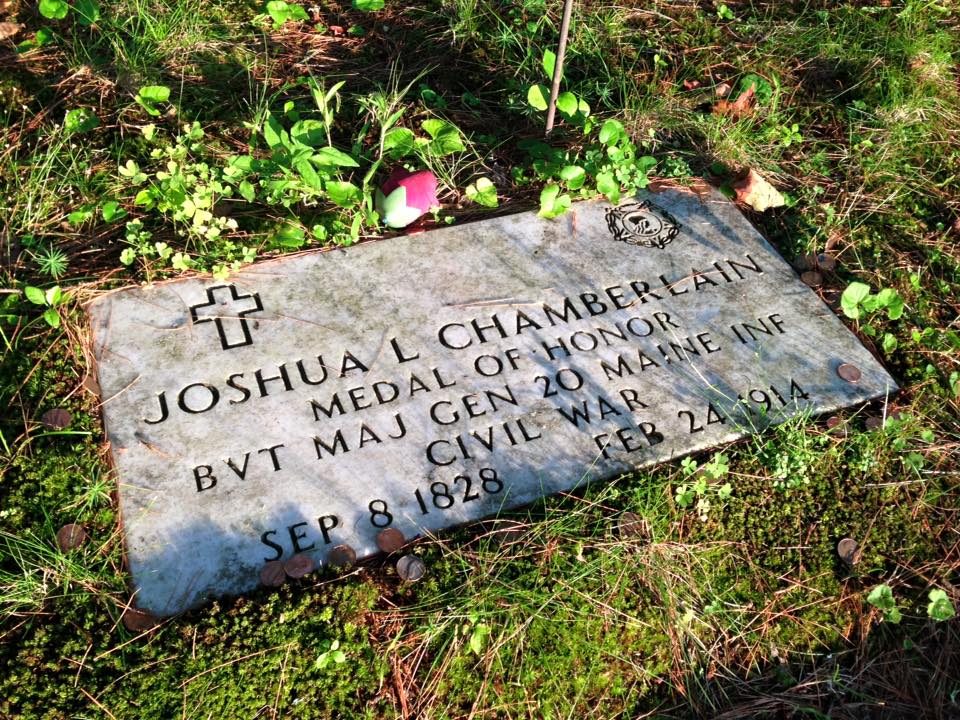 JOSHUA L CHAMBERLAIN
MEDAL OF HONOR
BVT MAJ GEN 20 MAINE INF
CIVIL WAR
SEP 8 1828 FEB 24 1914